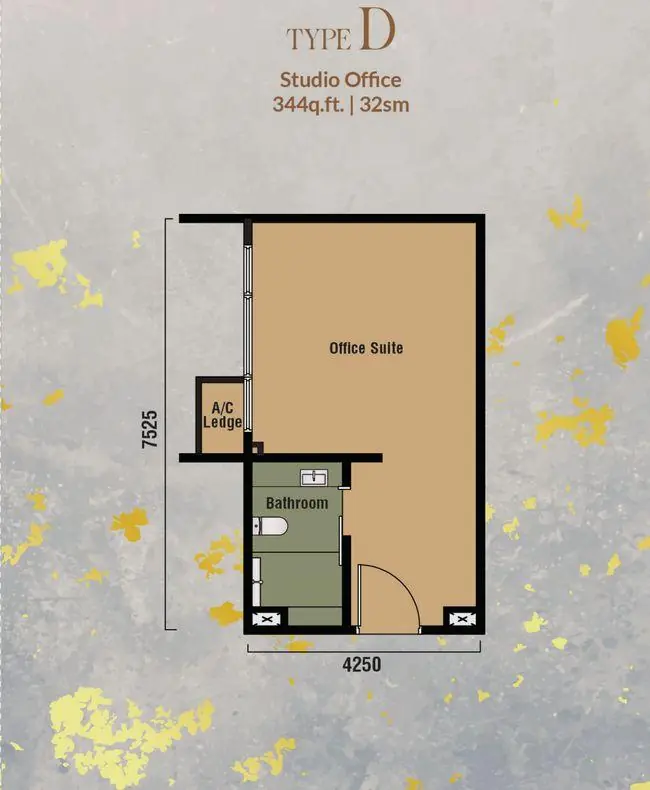 TYPE D
Studio Office
344q.ft. | 32sm
Office Suite
A/C
Ledge
7525
Bathroom
4250